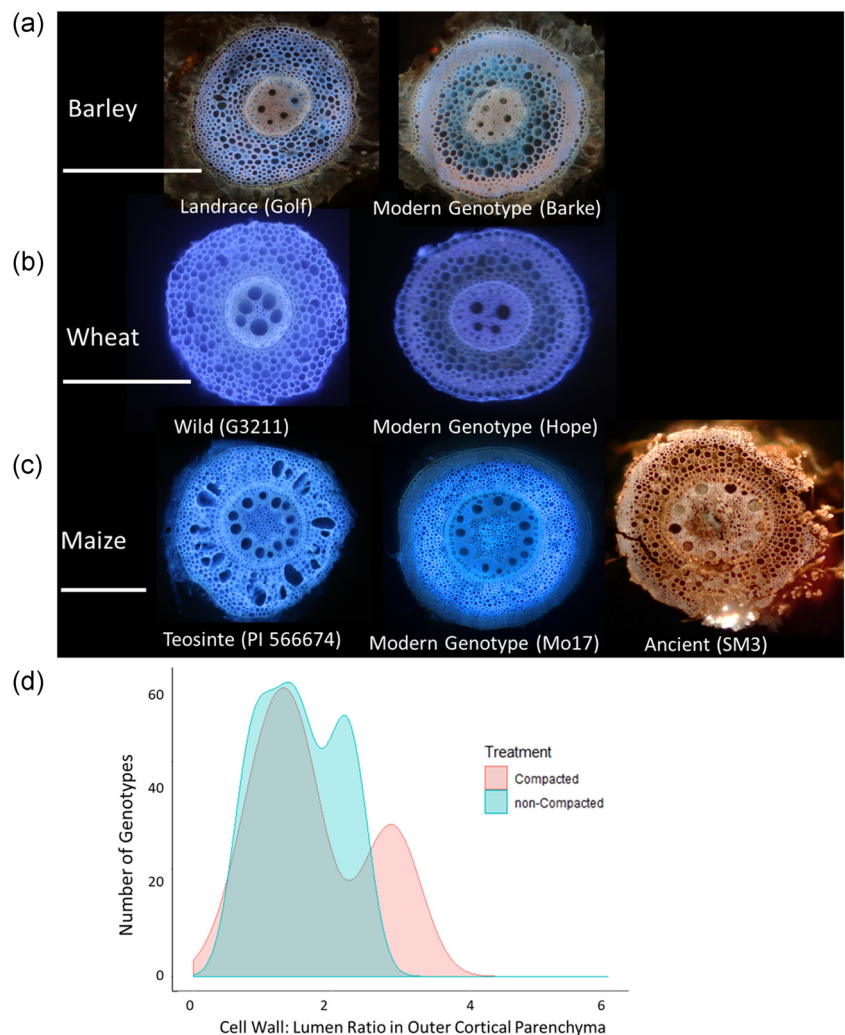 (a)
Barley
Landrace (Golf)
Modern Genotype (Barke)
(b)
Wheat
Wild (G3211)
Modern Genotype (Hope)
(c)
Maize
Teosinte (PI 566674)
Modern Genotype (Mo17)
Ancient (SM3)
(d)
Number of Genotypes
60
40
20
0
0
2
4
6
Cell Wall: Lumen Ratio in Outer Cortical Parenchyma
Treatment
Compacted
non-Compacted